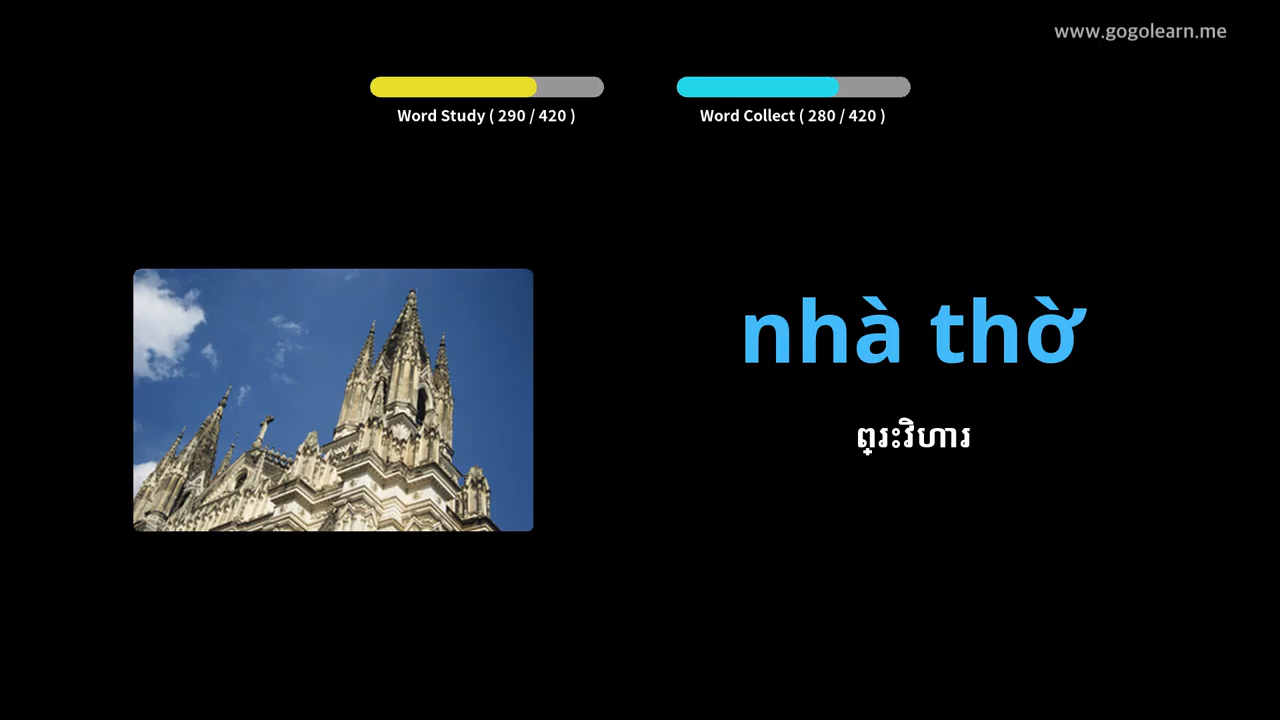 www.gogolearn.me
Word Study ( 290 / 420 )
Word Collect ( 280 / 420 )
nhà thờ
ព្រះវិហារ